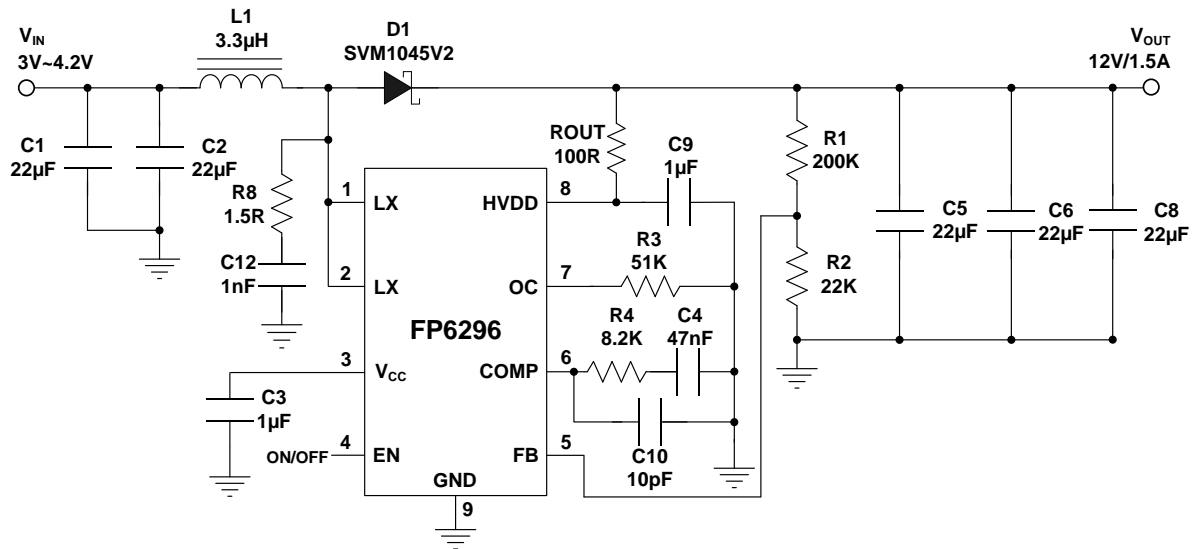 L1
3.3µH
D1
SVM1045V2
VIN
3V~4.2V
VOUT
12V/1.5A
C1
22µF
C2
22µF
R8
1.5R
C12
1nF
ROUT
100R
C9
1µF
R1
200K
R2
22K
C5
22µF
C6
22µF
C8
22µF
1
LX
HVDD
8
2
LX
OC
7
R3
51K
FP6296
R4
8.2K
C4
47nF
3
VCC
COMP
6
C3
1µF
C10
10pF
ON/OFF
4
EN
FB
5
GND
9